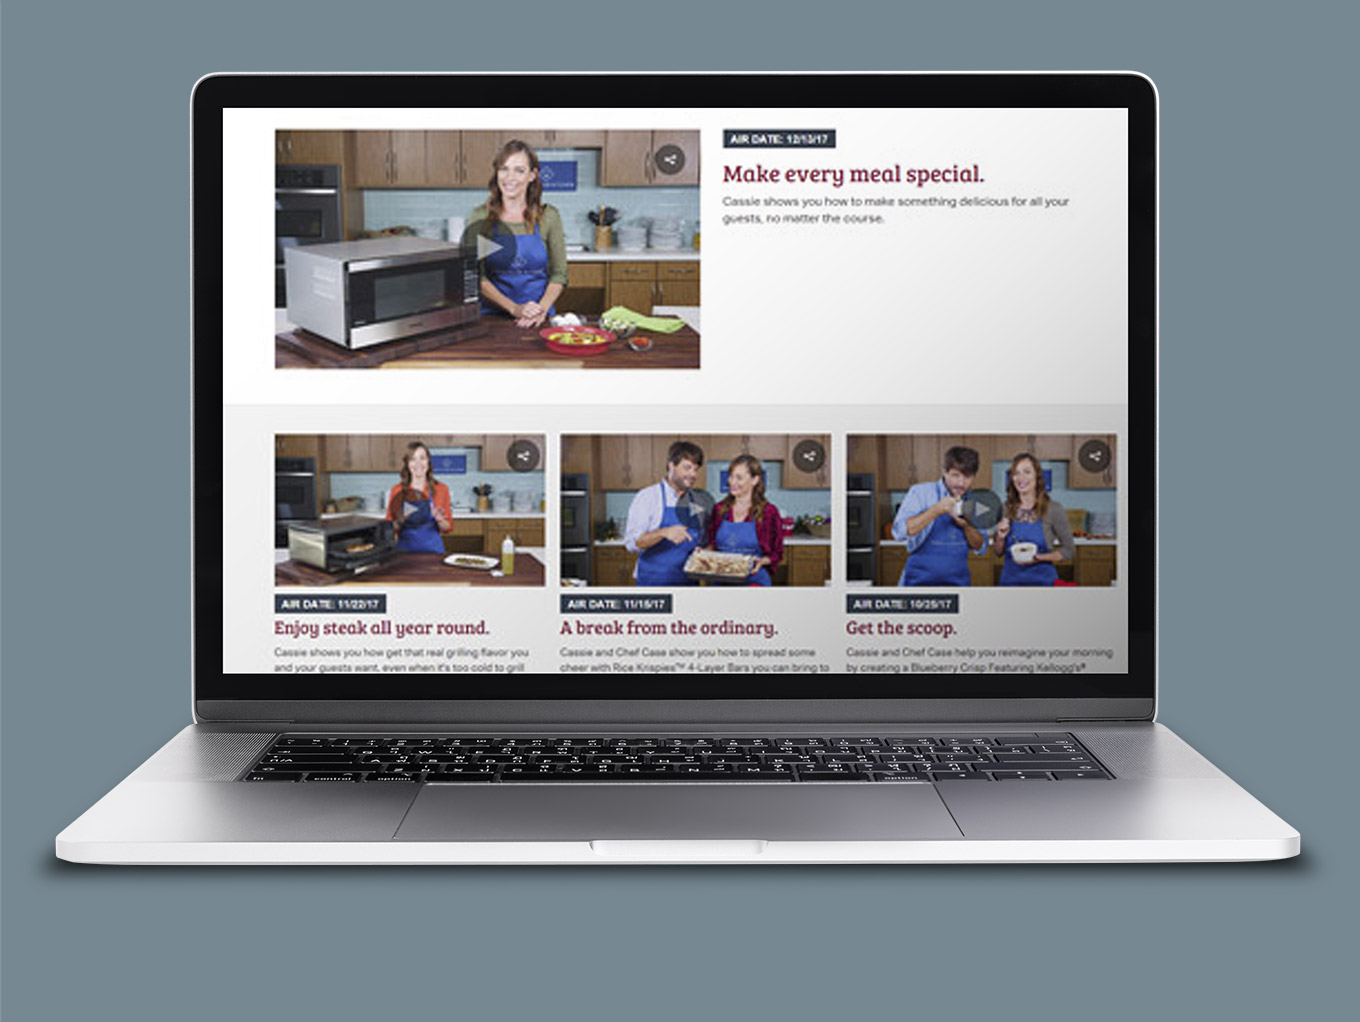 AIR DATE: 12/13/17
Make every meal special.
Cassie shows you how to make something delicious for all your
guests, no matter the course.
AIR DATE: 11/22/17
Enjoy steak all year round.
Cassie shows you how get that real grilling flavor you
and your guests want, even when it's too cold to grill
AIR DATE: 11/15/17
A break from the ordinary.
Cassie and Chef Case show you how to spread some
cheer with Rice Krispies™ 4-Layer Bars you can bring to
AIR DATE: 10/25/17
Get the scoop.
Cassie and Chef Case help you reimagine your morning
by creating a Blueberry Crisp Featuring Kellogg's®
fn control option option